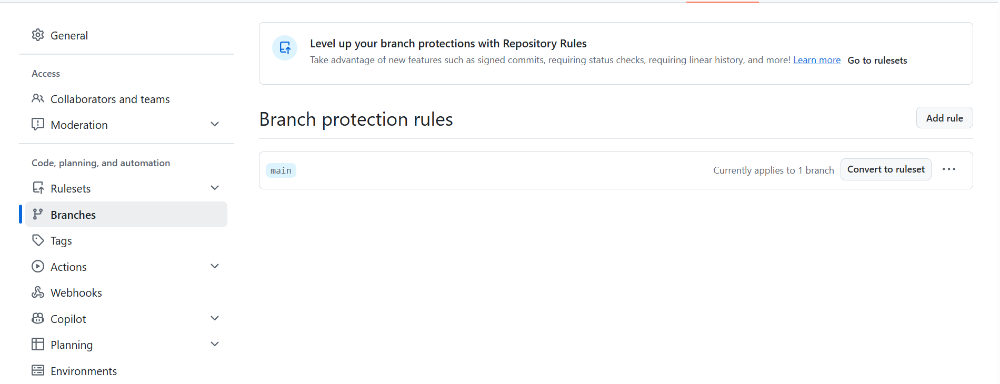 General
Access
Collaborators and teams
Moderation
Code, planning, and automation
Rulesets
Branches
Tags
Actions
Webhooks
Copilot
Planning
Environments
Level up your branch protections with Repository Rules
Take advantage of new features such as signed commits, requiring status checks, requiring linear history, and more! Learn more Go to rulesets
Branch protection rules
Add rule
main
Currently applies to 1 branch
Convert to ruleset